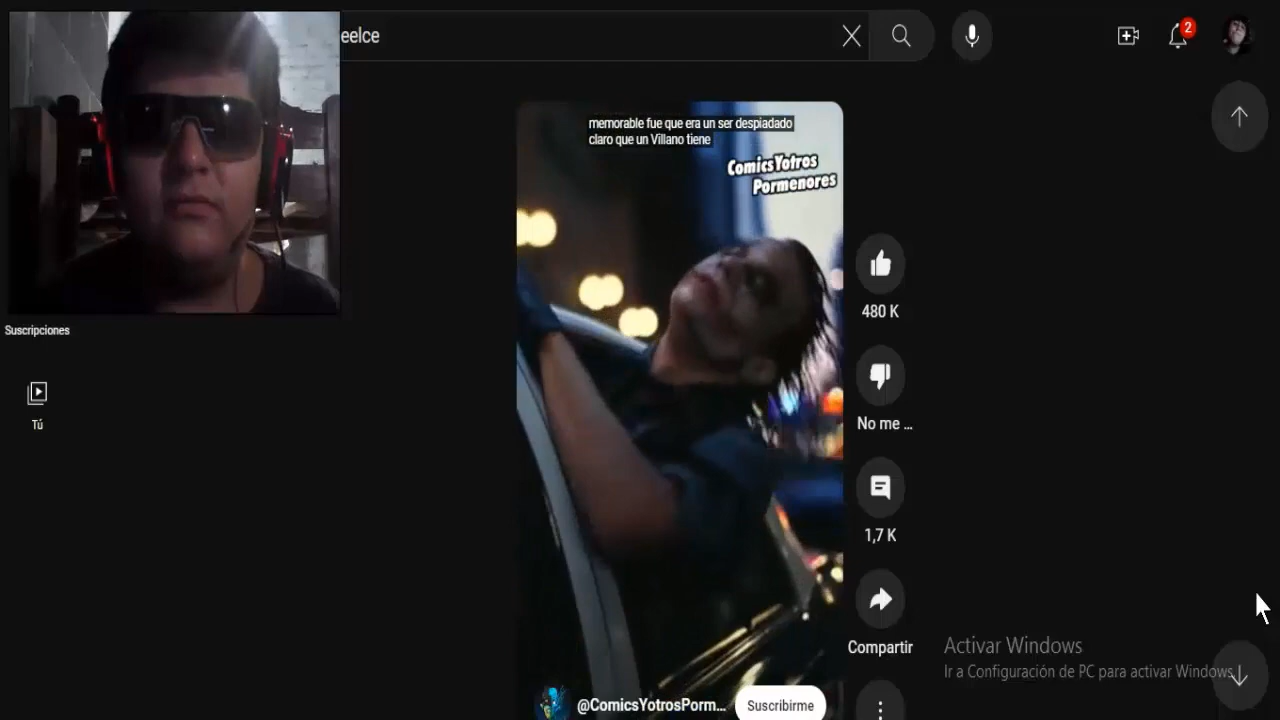 eelce
2
memorable fue que era un ser despiadado
claro que un Villano tiene
ComicsYotros
Pormenores
480 K
Suscripciones
Tú
No me ...
1,7 K
Compartir
Activar Windows
Ir a Configuración de PC para activar Windows.
@ComicsYotrosPorm...
Suscribirme